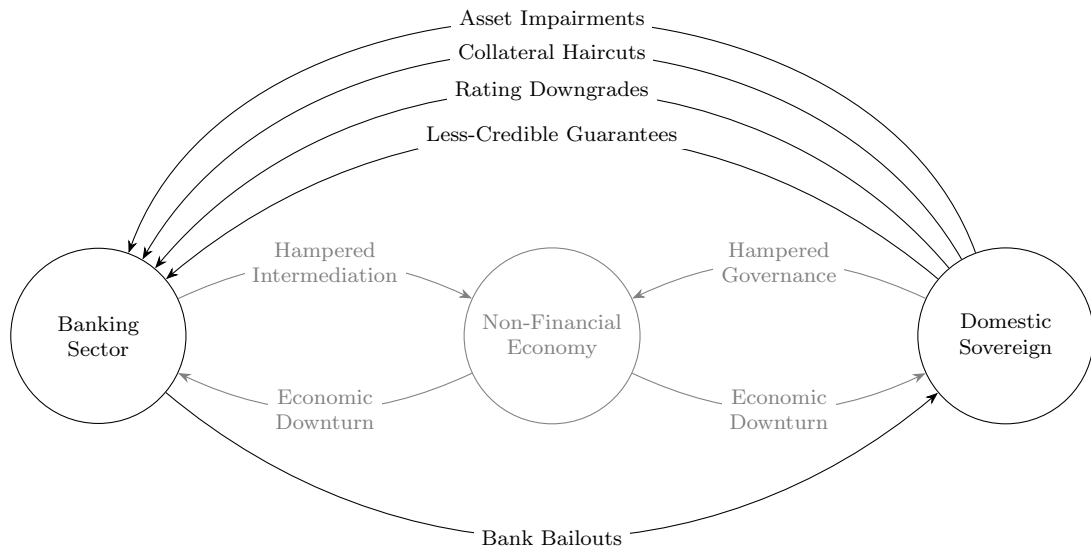 Asset Impairments
Collateral Haircuts
Rating Downgrades
Less-Credible Guarantees
Hampered
Intermediation
Hampered
Governance
Banking
Sector
Non-Financial
Economy
Domestic
Sovereign
Economic
Downturn
Economic
Downturn
Bank Bailouts